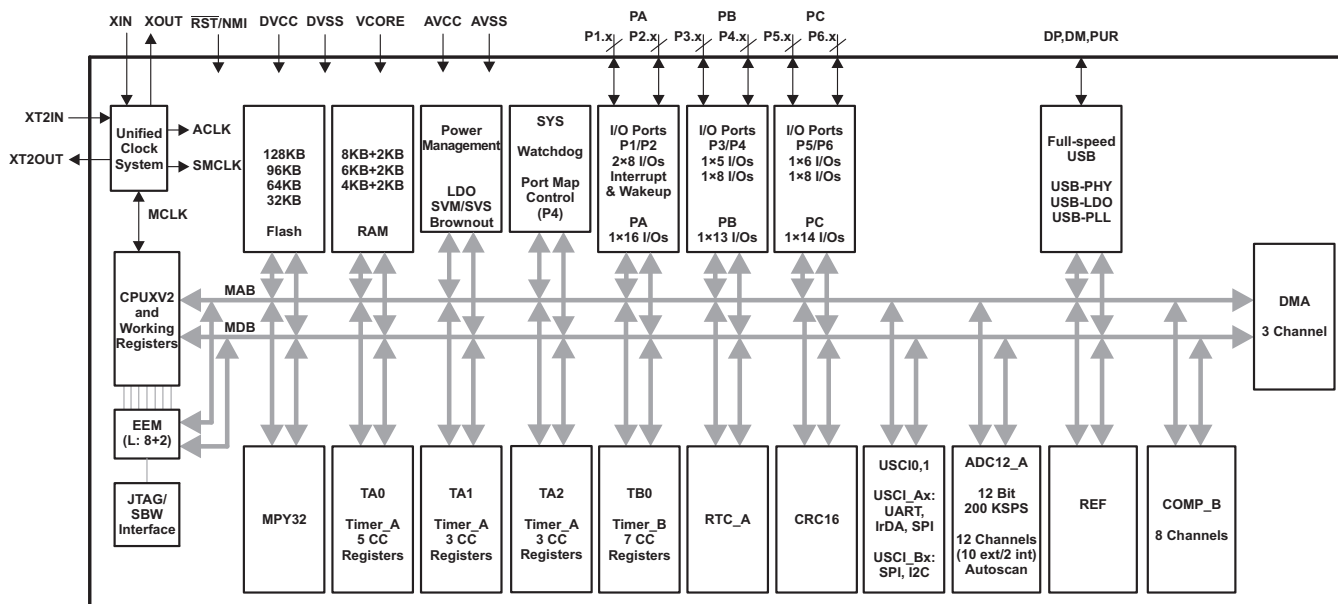 XIN
XOUT
RST/NMI
DVCC
DVSS
VCORE
AVCC
AVSS
PA
P1.x
P2.x
PB
P3.x
P4.x
PC
P5.x
P6.x
DP,DM,PUR
XT2IN
XT2OUT
Unified
Clock
System
ACLK
SMCLK
MCLK
128KB
96KB
64KB
32KB
Flash
8KB+2KB
6KB+2KB
4KB+2KB
RAM
Power
Management
LDO
SVM/SVS
Brownout
SYS
Watchdog
Port Map
Control
(P4)
I/O Ports
P1/P2
2×8 I/Os
Interrupt
& Wakeup
PA
1×16 I/Os
I/O Ports
P3/P4
1×5 I/Os
1×8 I/Os
PB
1×13 I/Os
I/O Ports
P5/P6
1×6 I/Os
1×8 I/Os
PC
1×14 I/Os
Full-speed
USB
USB-PHY
USB-LDO
USB-PLL
CPUXV2
and
Working
Registers
MAB
MDB
DMA
3 Channel
EEM
(L: 8+2)
JTAG/
SBW
Interface
MPY32
TA0
Timer_A
5 CC
Registers
TA1
Timer_A
3 CC
Registers
TA2
Timer_A
3 CC
Registers
TB0
Timer_B
7 CC
Registers
RTC_A
CRC16
USCI0,1
USCI_Ax:
UART,
IrDA, SPI
USCI_Bx:
SPI, I2C
ADC12_A
12 Bit
200 KSPS
12 Channels
(10 ext/2 int)
Autoscan
REF
COMP_B
8 Channels